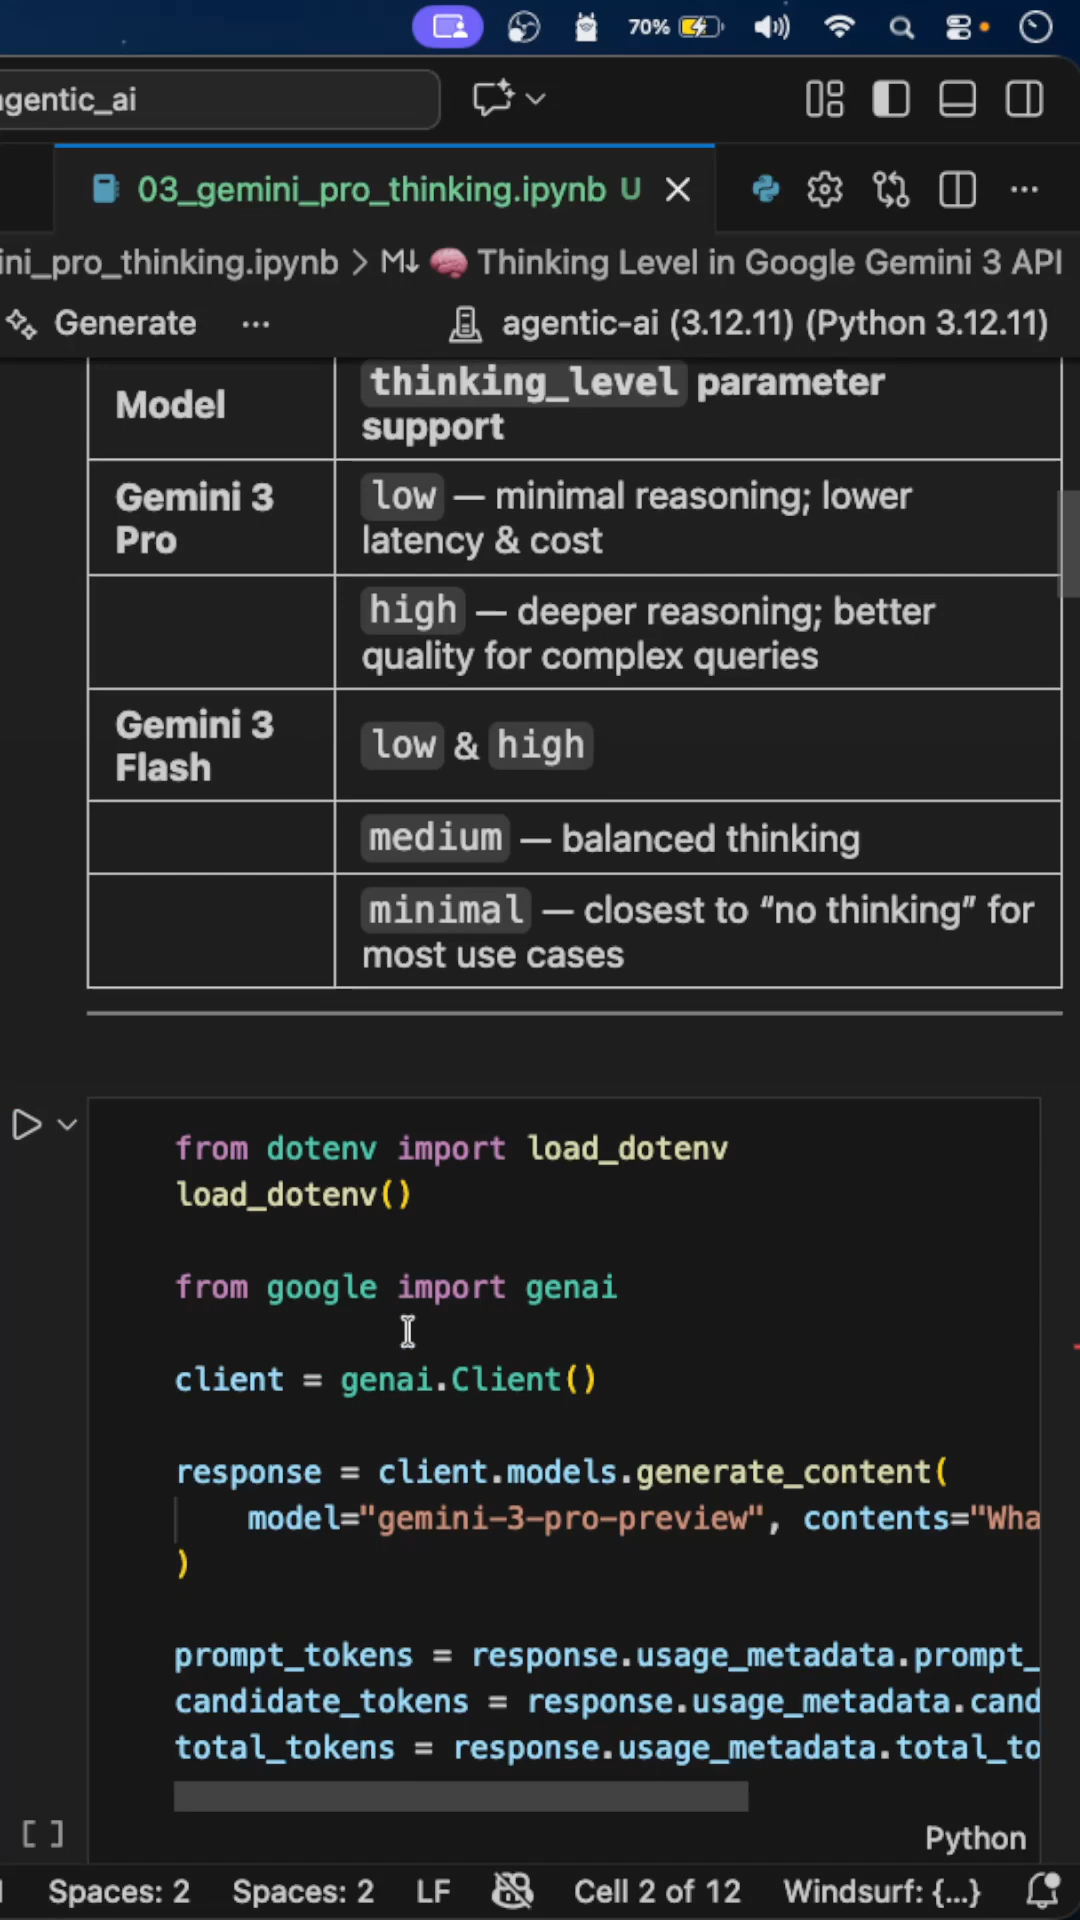 70%
agentic_ai
03_gemini_pro_thinking.ipynb U
ini_pro_thinking.ipynb > M↓ 🧠 Thinking Level in Google Gemini 3 API
Generate ... agentic-ai (3.12.11) (Python 3.12.11)
Model
thinking_level parameter
support
Gemini 3
Pro
low — minimal reasoning; lower
latency & cost
high — deeper reasoning; better
quality for complex queries
Gemini 3
Flash
low & high
medium — balanced thinking
minimal — closest to “no thinking” for
most use cases
from dotenv import load_dotenv
load_dotenv()
from google import genai
client = genai.Client()
response = client.models.generate_content(
model="gemini-3-pro-preview", contents="Wha
)
prompt_tokens = response.usage_metadata.prompt_
candidate_tokens = response.usage_metadata.cand
total_tokens = response.usage_metadata.total_to
[ ]
Python
Spaces: 2 Spaces: 2 LF Cell 2 of 12 Windsurf: {...}